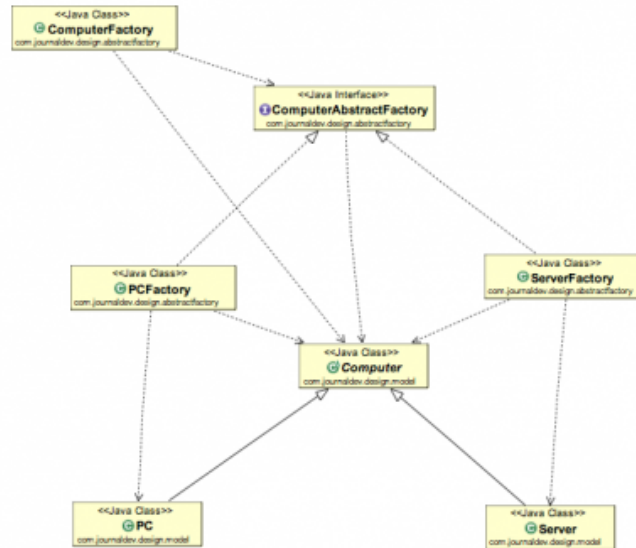 <<Java Class>>
ComputerFactory
com.journaldev.design.abstractfactory
<<Java Interface>>
ComputerAbstractFactory
com.journaldev.design.abstractfactory
<<Java Class>>
PCFactory
com.journaldev.design.abstractfactory
<<Java Class>>
ServerFactory
com.journaldev.design.abstractfactory
<<Java Class>>
Computer
com.journaldev.design.model
<<Java Class>>
PC
com.journaldev.design.model
<<Java Class>>
Server
com.journaldev.design.model